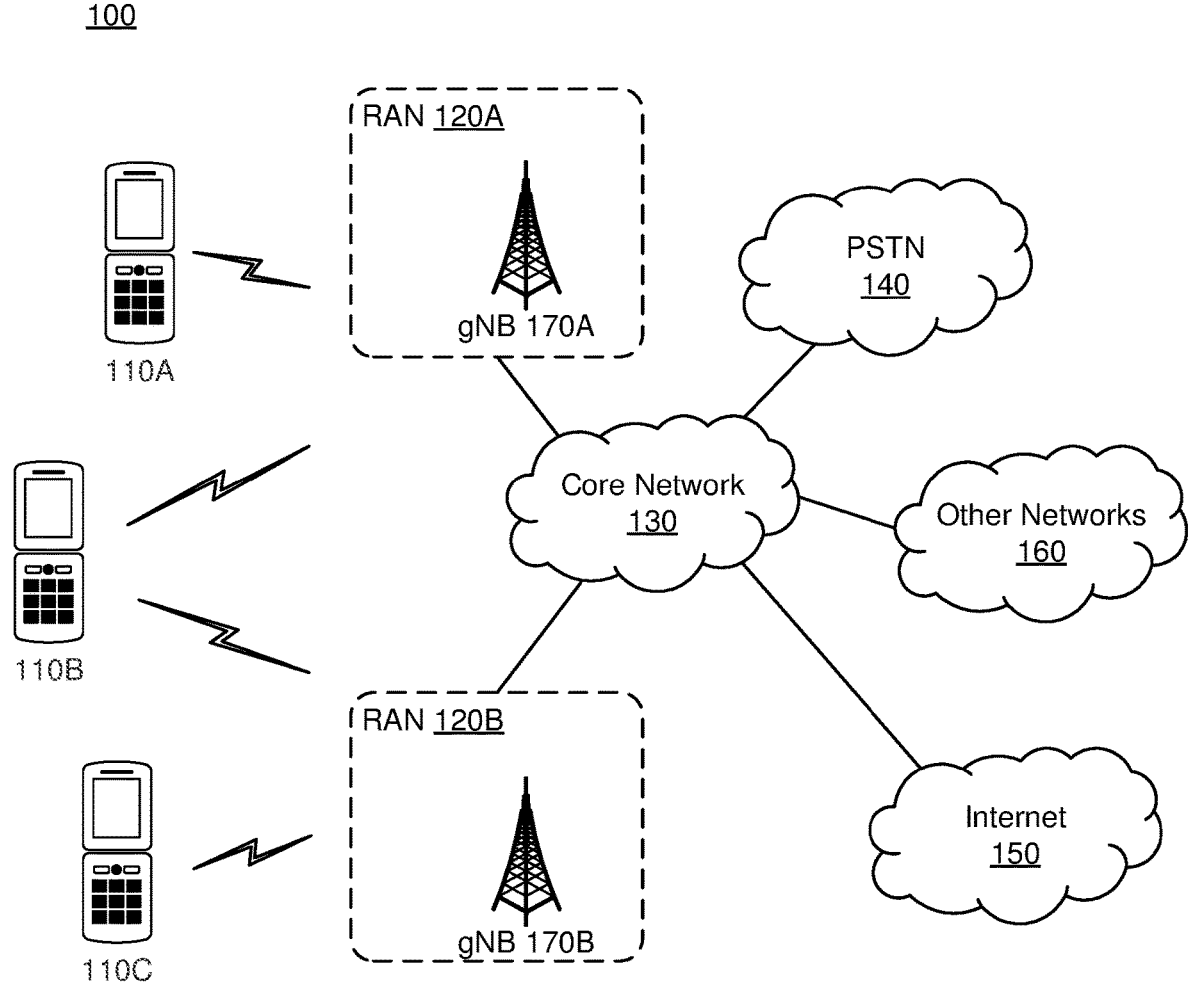 100
RAN 120A
gNB 170A
110A
PSTN
140
Core Network
130
Other Networks
160
110B
RAN 120B
gNB 170B
Internet
150
110C